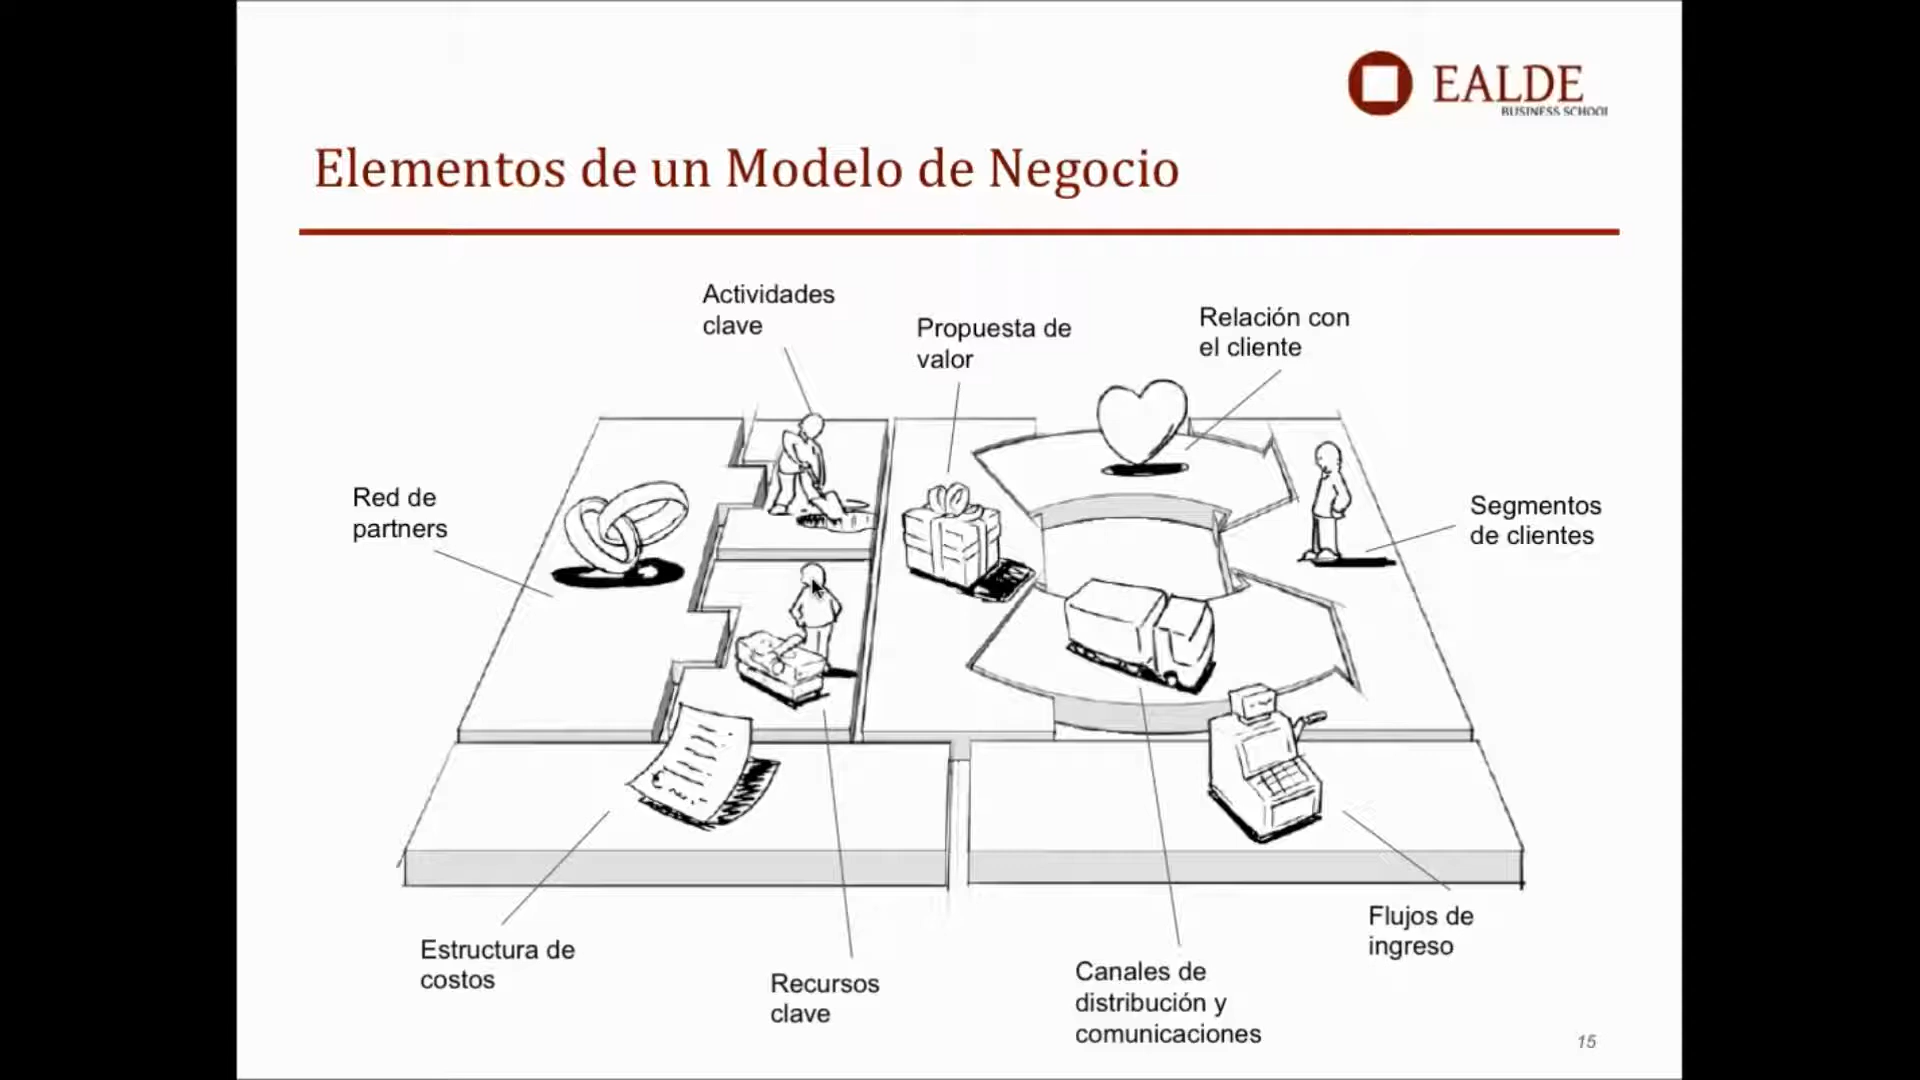 EALDE
BUSINESS SCHOOL
Elementos de un Modelo de Negocio
Actividades
clave
Propuesta de
valor
Relación con
el cliente
Red de
partners
Segmentos
de clientes
Estructura de
costos
Recursos
clave
Canales de
distribución y
comunicaciones
Flujos de
ingreso
15